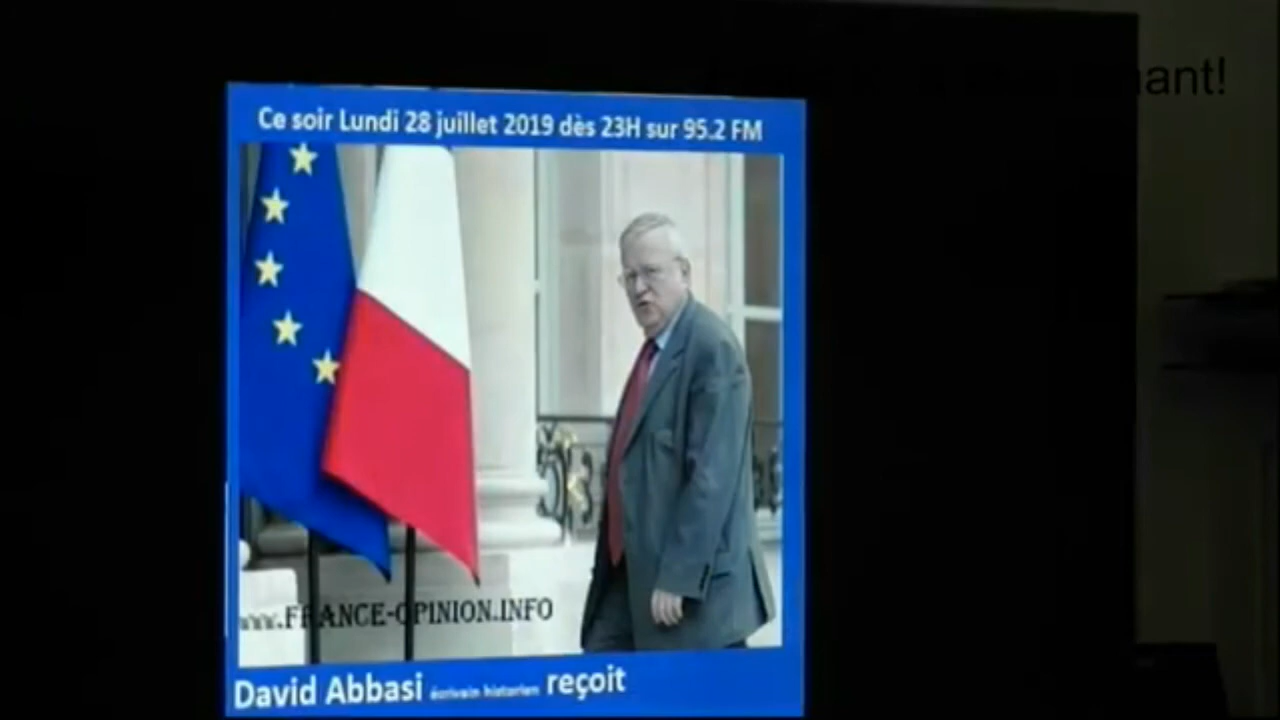 nant!
Ce soir Lundi 28 juillet 2019 dès 23H sur 95.2 FM
www.FRANCE-OPINION.INFO
David Abbasi écrivain historien reçoit